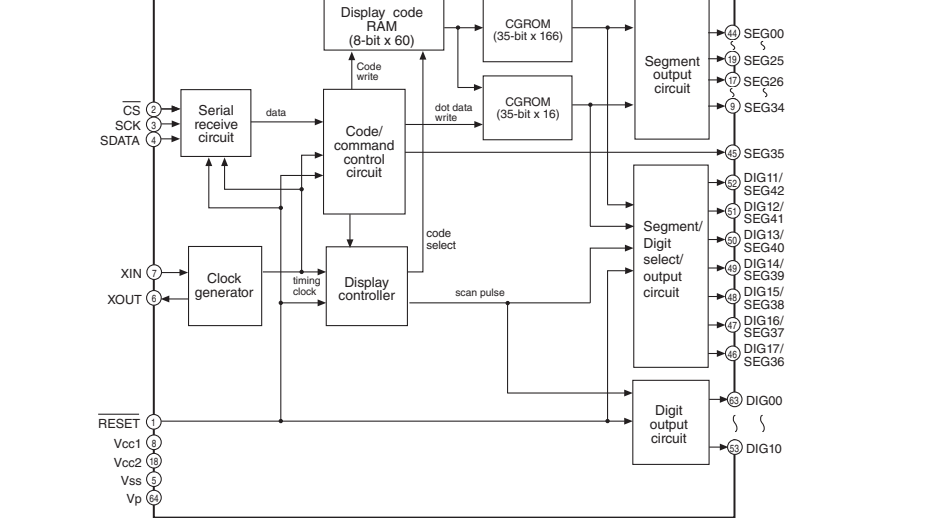 Display code
RAM
(8-bit x 60)
CGROM
(35-bit x 166)
44 SEG00
19 SEG25
17 SEG26
9 SEG34
Segment
output
circuit
Code
write
CS 2
SCK 3
SDATA 4
Serial
receive
circuit
data
Code/
command
control
circuit
dot data
write
CGROM
(35-bit x 16)
45 SEG35
52 DIG11/
SEG42
51 DIG12/
SEG41
50 DIG13/
SEG40
49 DIG14/
SEG39
48 DIG15/
SEG38
47 DIG16/
SEG37
46 DIG17/
SEG36
Segment/
Digit
select/
output
circuit
code
select
XIN 7
XOUT 6
Clock
generator
timing
clock
Display
controller
scan pulse
RESET 1
Vcc1 8
Vcc2 18
Vss 5
Vp 64
Digit
output
circuit
63 DIG00
53 DIG10